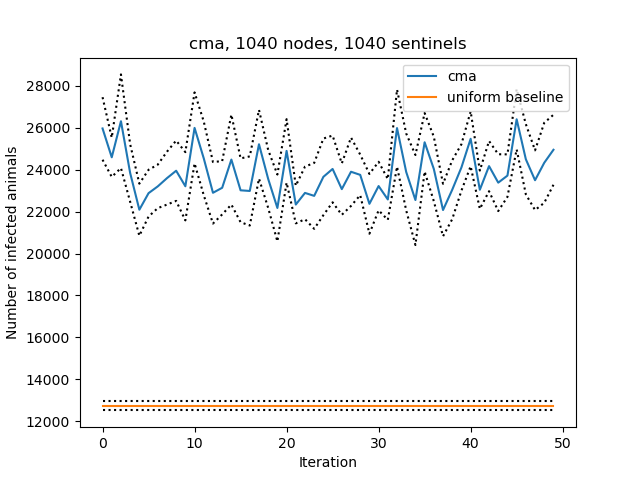 cma, 1040 nodes, 1040 sentinels
cma
uniform baseline
28000
26000
24000
22000
20000
18000
16000
14000
12000
Number of infected animals
0 10 20 30 40 50
Iteration